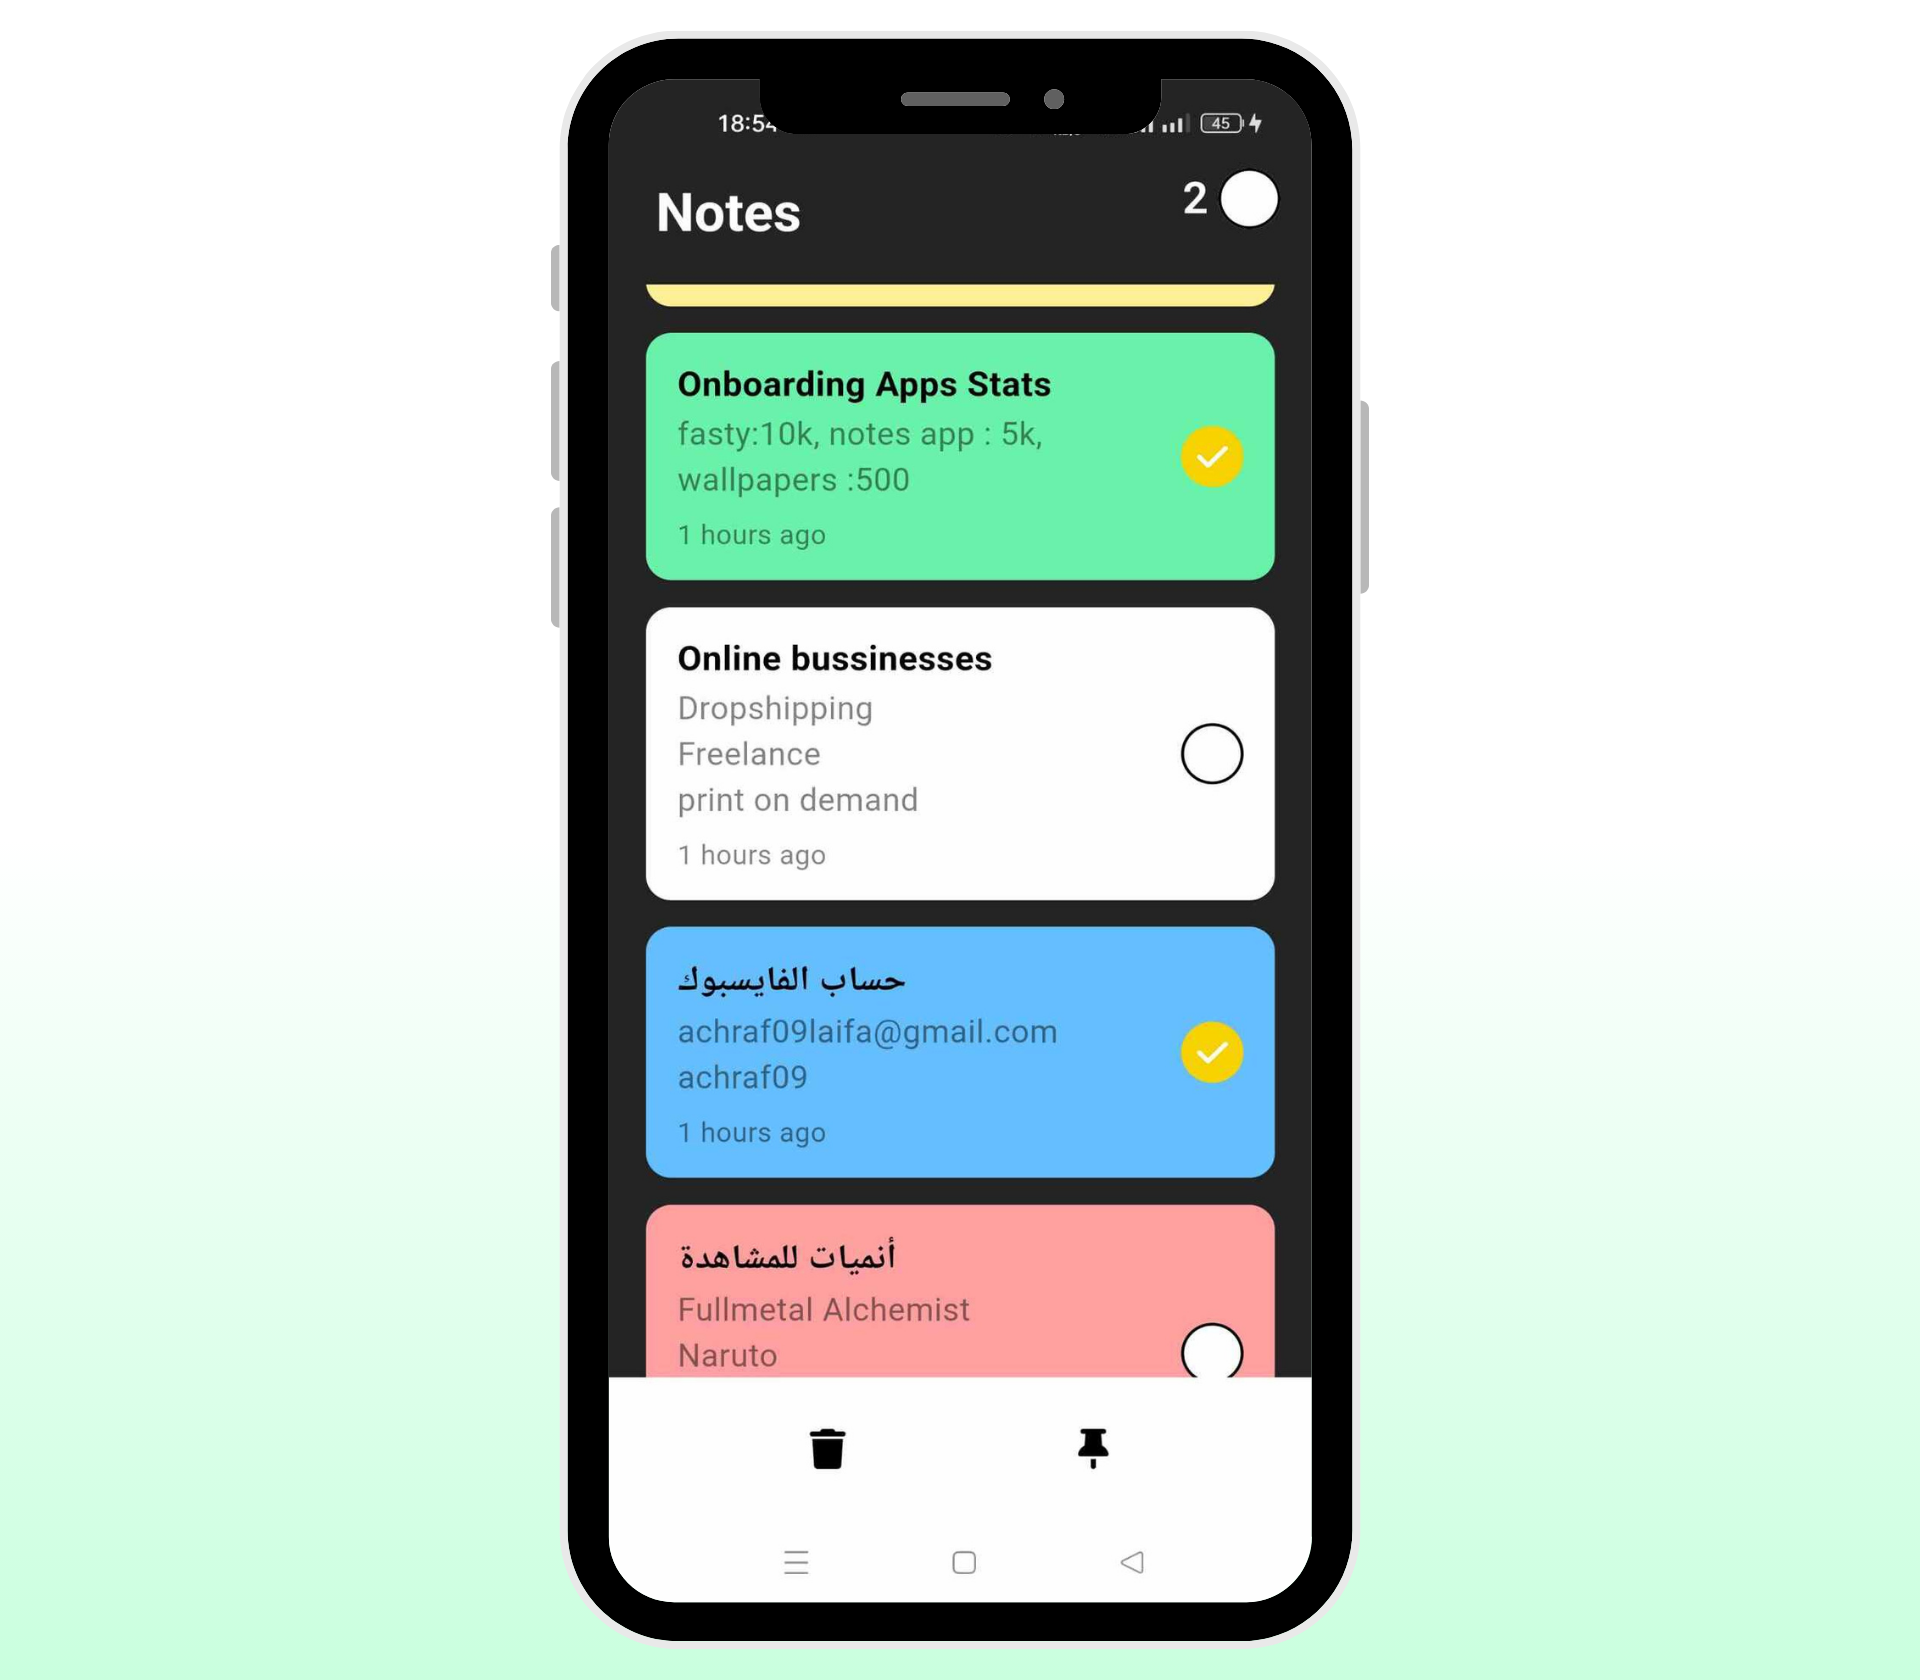 18:54
45
Notes
2
Onboarding Apps Stats
fasty:10k, notes app : 5k,
wallpapers :500
1 hours ago
Online bussinesses
Dropshipping
Freelance
print on demand
1 hours ago
حساب الفايسبوك
achraf09laifa@gmail.com
achraf09
1 hours ago
أنميات للمشاهدة
Fullmetal Alchemist
Naruto